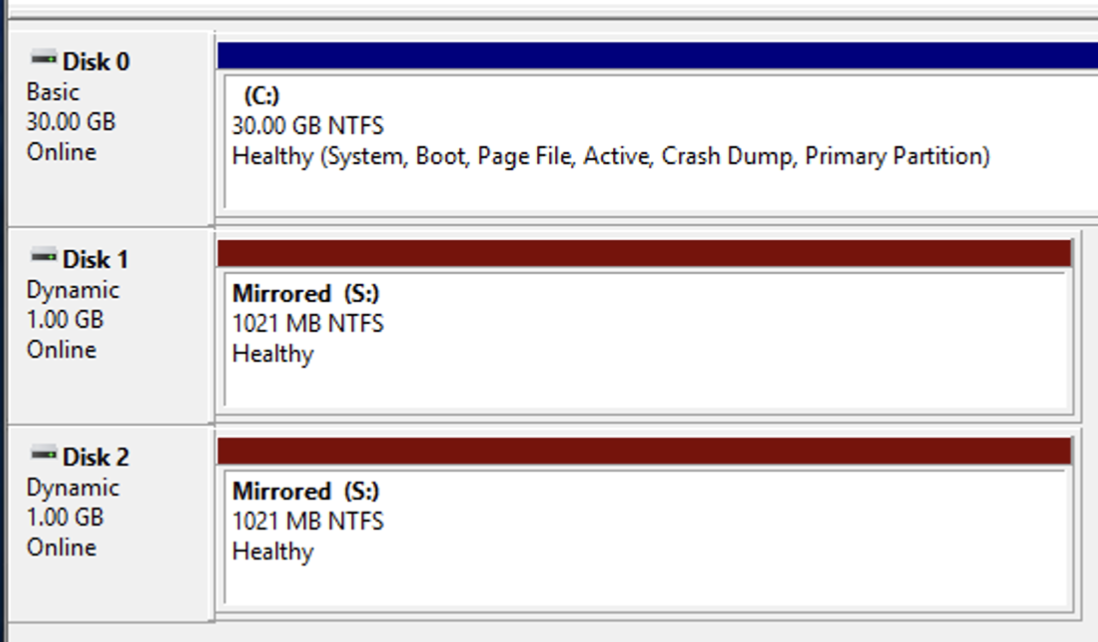 Disk 0
Basic
30.00 GB
Online
(C:)
30.00 GB NTFS
Healthy (System, Boot, Page File, Active, Crash Dump, Primary Partition)
Disk 1
Dynamic
1.00 GB
Online
Mirrored (S:)
1021 MB NTFS
Healthy
Disk 2
Dynamic
1.00 GB
Online
Mirrored (S:)
1021 MB NTFS
Healthy